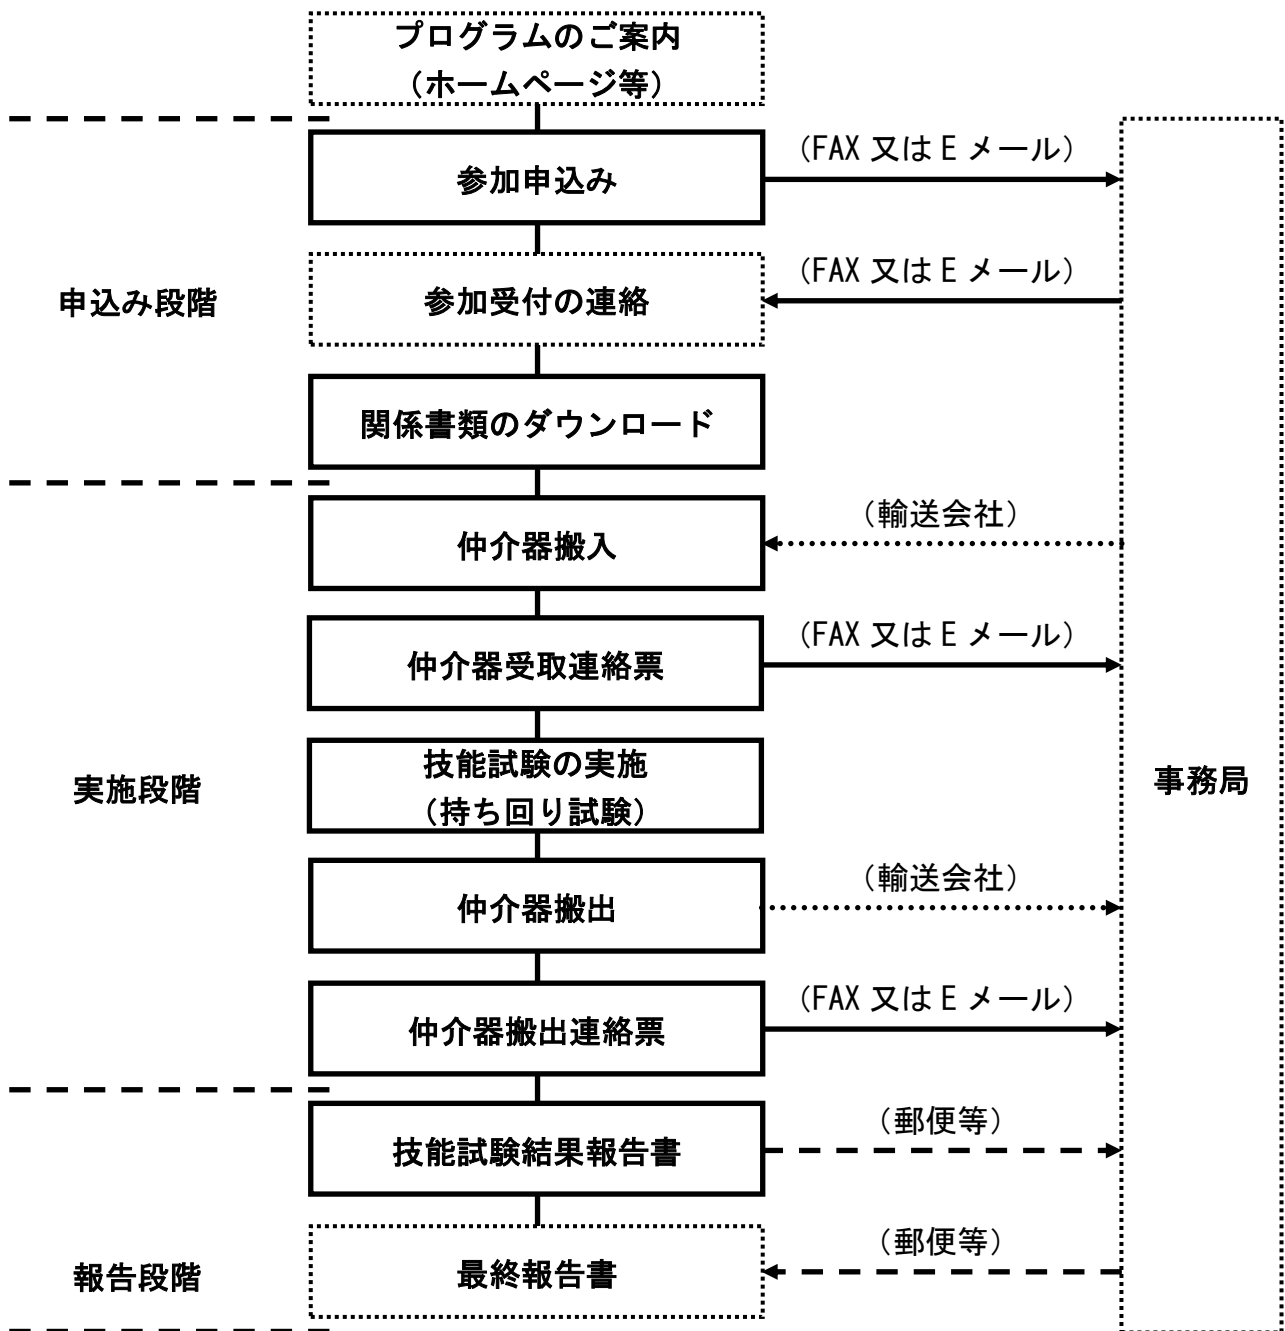 プログラムのご案内
（ホームページ等）
参加申込み
（FAX 又は E メール）
申込み段階
参加受付の連絡
（FAX 又は E メール）
関係書類のダウンロード
仲介器搬入
（輸送会社）
仲介器受取連絡票
（FAX 又は E メール）
実施段階
技能試験の実施
（持ち回り試験）
事務局
仲介器搬出
（輸送会社）
仲介器搬出連絡票
（FAX 又は E メール）
技能試験結果報告書
（郵便等）
報告段階
最終報告書
（郵便等）